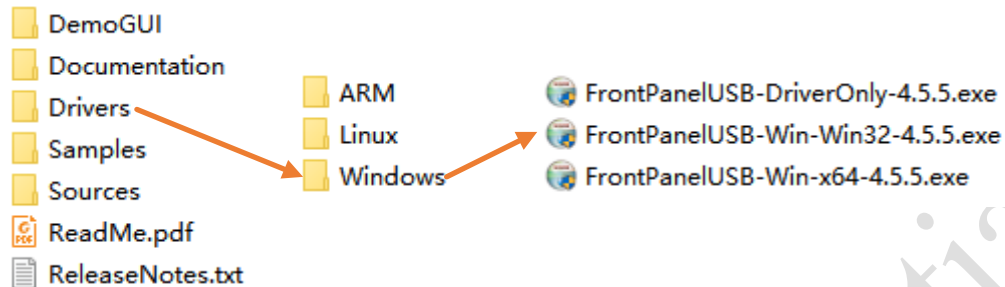 DemoGUI
Documentation
Drivers
Samples
Sources
ReadMe.pdf
ReleaseNotes.txt
ARM
Linux
Windows
FrontPanelUSB-DriverOnly-4.5.5.exe
FrontPanelUSB-Win-Win32-4.5.5.exe
FrontPanelUSB-Win-x64-4.5.5.exe